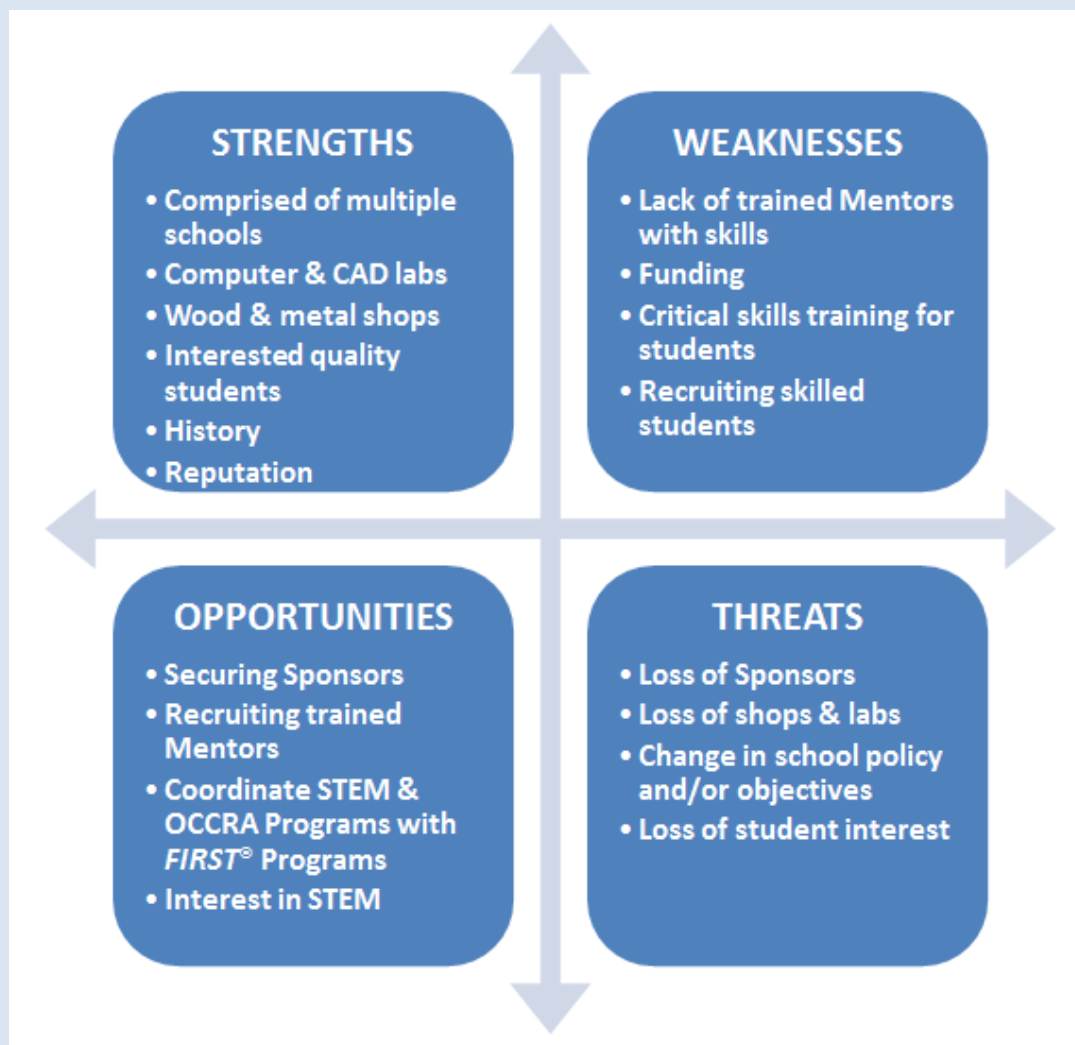 STRENGTHS
• Comprised of multiple
schools
• Computer & CAD labs
• Wood & metal shops
• Interested quality
students
• History
• Reputation
WEAKNESSES
• Lack of trained Mentors
with skills
• Funding
• Critical skills training for
students
• Recruiting skilled
students
OPPORTUNITIES
• Securing Sponsors
• Recruiting trained
Mentors
• Coordinate STEM &
OCCRA Programs with
FIRST® Programs
• Interest in STEM
THREATS
• Loss of Sponsors
• Loss of shops & labs
• Change in school policy
and/or objectives
• Loss of student interest